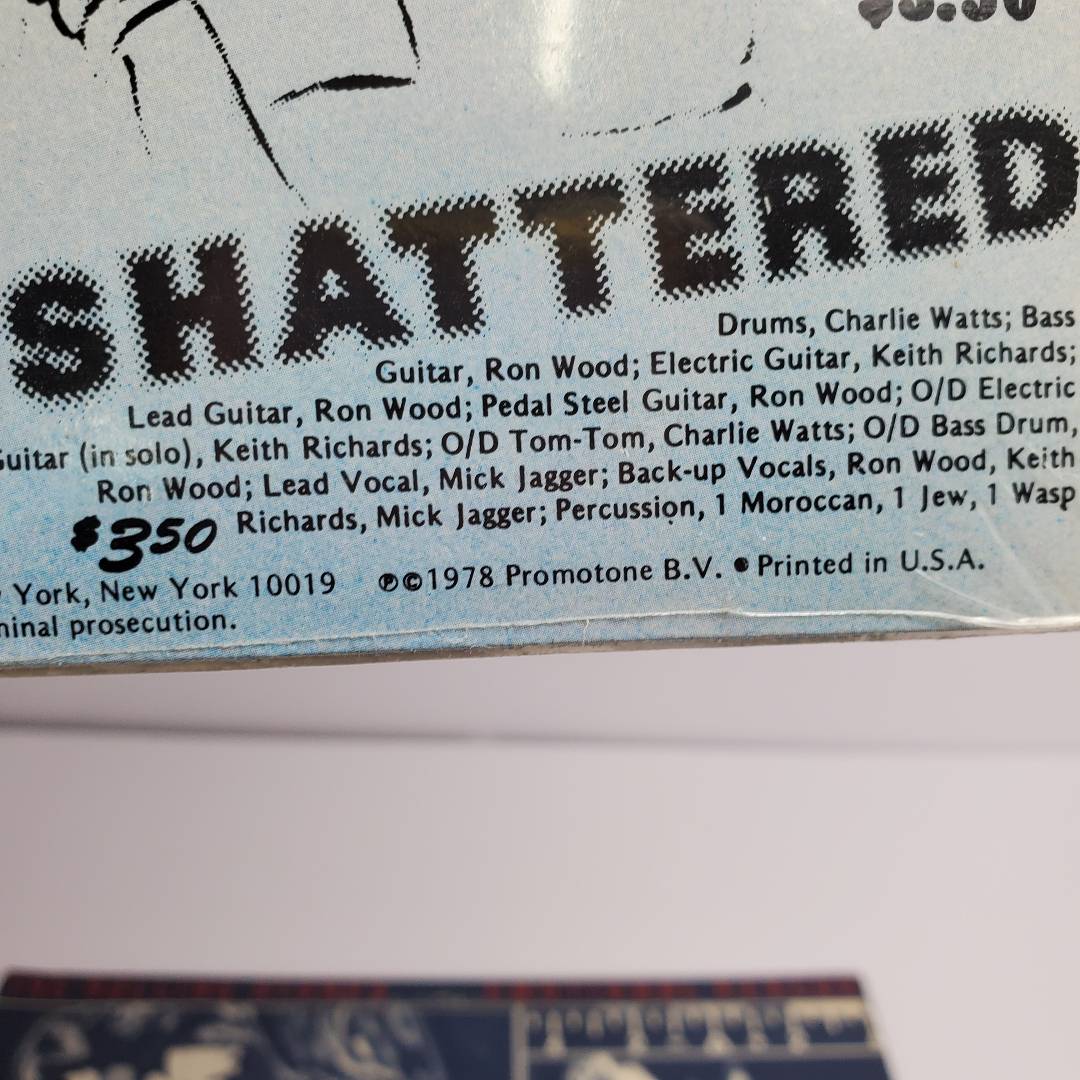 SHATTERED
Drums, Charlie Watts; Bass
Guitar, Ron Wood; Electric Guitar, Keith Richards;
Lead Guitar, Ron Wood; Pedal Steel Guitar, Ron Wood; O/D Electric
Guitar (in solo), Keith Richards; O/D Tom-Tom, Charlie Watts; O/D Bass Drum,
Ron Wood; Lead Vocal, Mick Jagger; Back-up Vocals, Ron Wood, Keith
$350 Richards, Mick Jagger; Percussion, 1 Moroccan, 1 Jew, 1 Wasp
York, New York 10019 ℗©1978 Promotone B.V. • Printed in U.S.A.
prosecution.